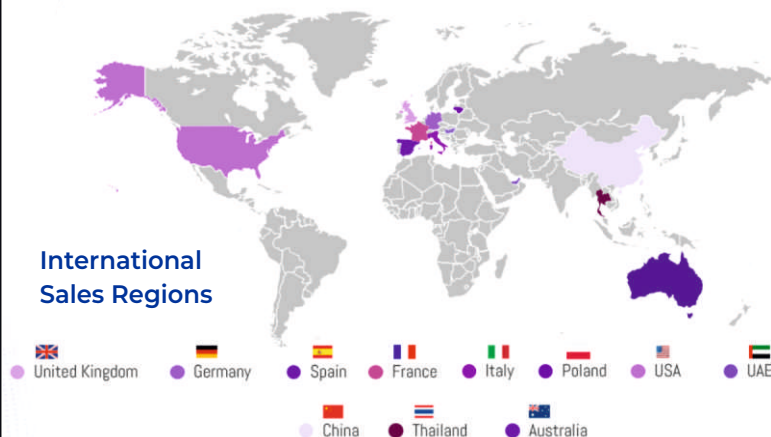 International
Sales Regions
United Kingdom
Germany
Spain
France
Italy
Poland
USA
UAE
China
Thailand
Australia